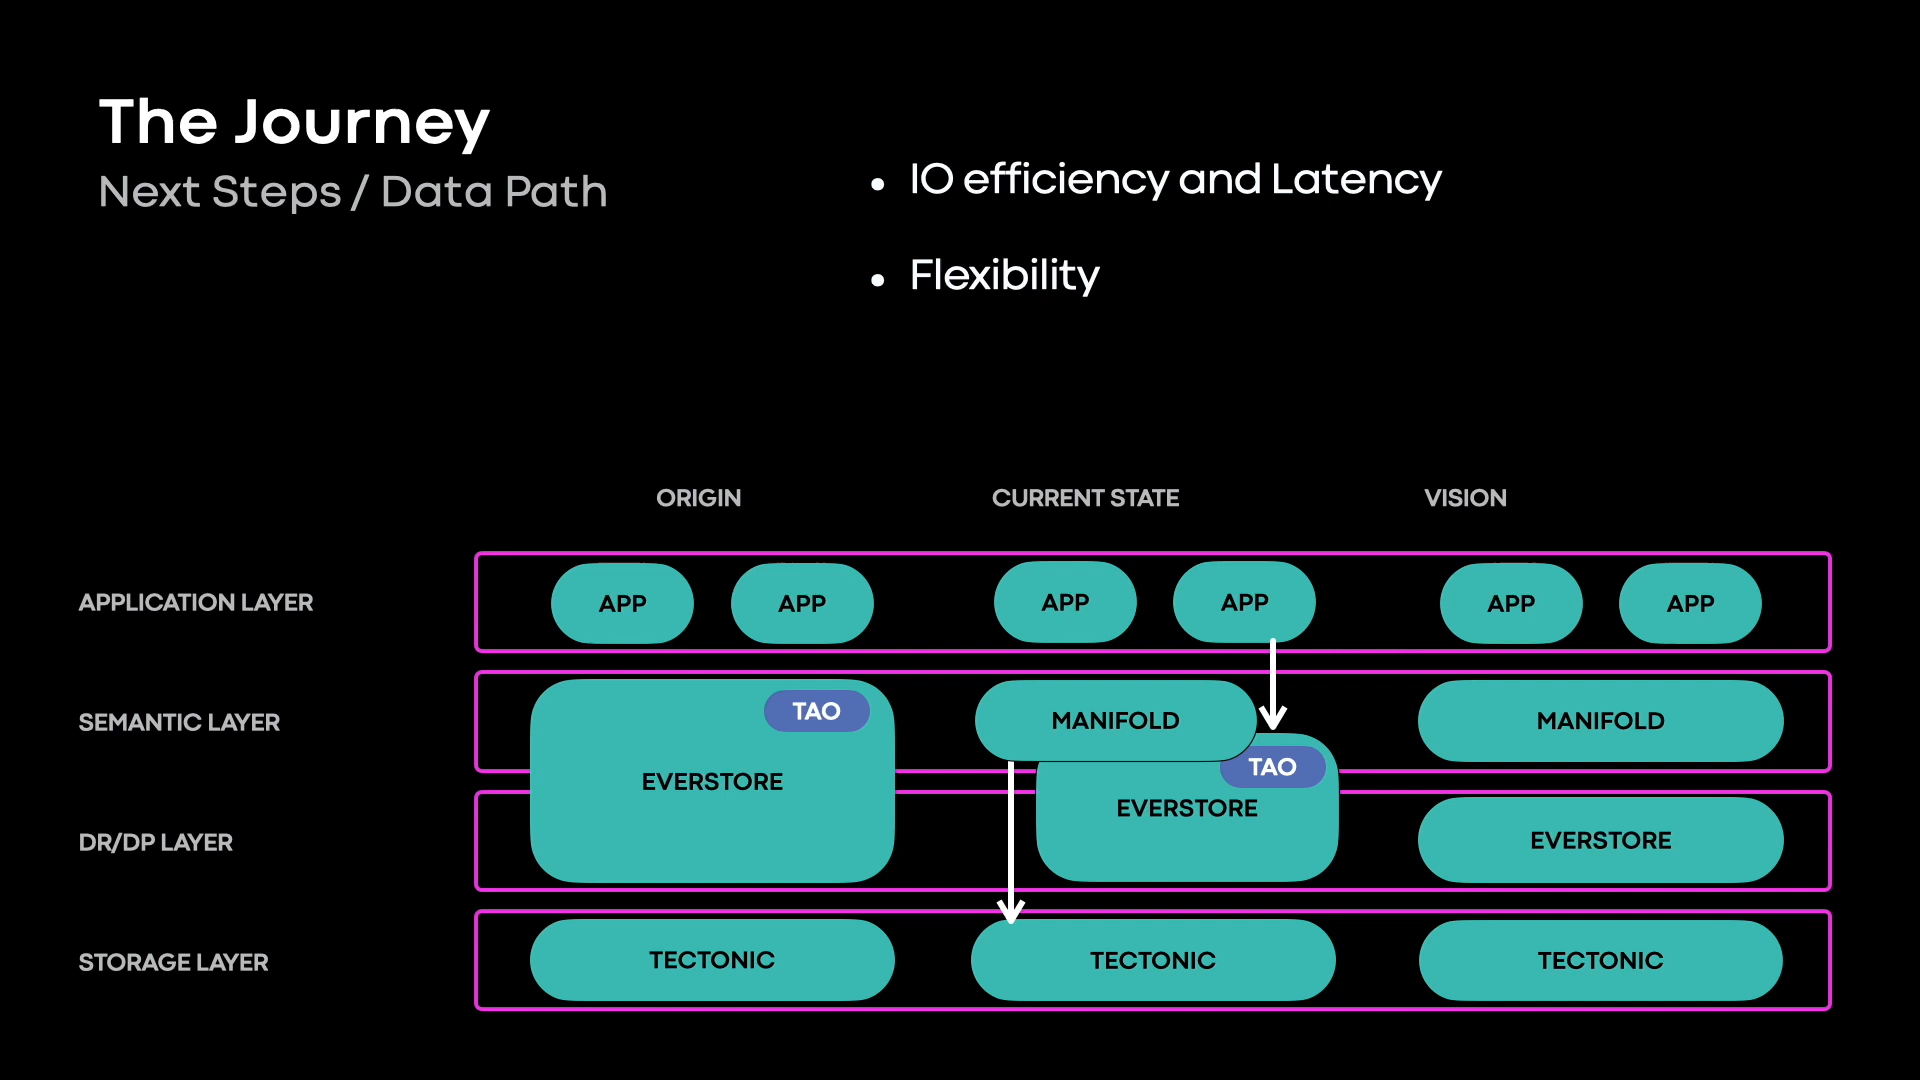 The Journey
Next Steps / Data Path
• IO efficiency and Latency
• Flexibility
ORIGIN CURRENT STATE VISION
APPLICATION LAYER APP APP APP APP APP APP
SEMANTIC LAYER TAO MANIFOLD MANIFOLD
EVERSTORE TAO
DR/DP LAYER EVERSTORE EVERSTORE
STORAGE LAYER TECTONIC TECTONIC TECTONIC